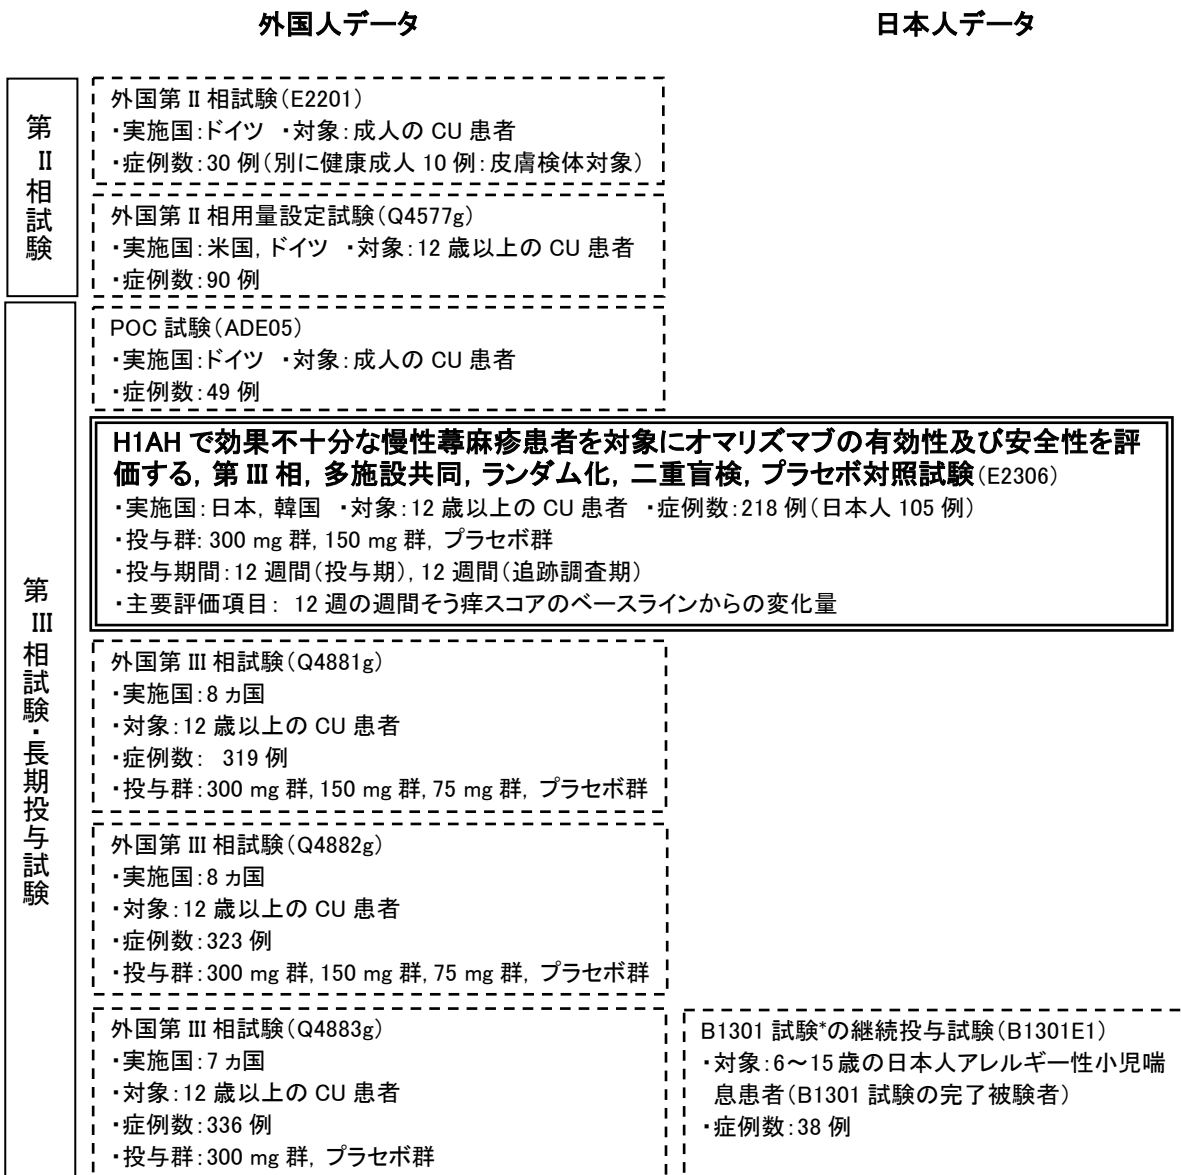 外国人データ
日本人データ
第 II 相試験
外国第 II 相試験(E2201)
・実施国:ドイツ ・対象:成人の CU 患者
・症例数:30 例(別に健康成人 10 例:皮膚検体対象)
外国第 II 相用量設定試験(Q4577g)
・実施国:米国, ドイツ ・対象:12 歳以上の CU 患者
・症例数:90 例
第 III 相試験・長期投与試験
POC 試験(ADE05)
・実施国:ドイツ ・対象:成人の CU 患者
・症例数:49 例
H1AH で効果不十分な慢性蕁麻疹患者を対象にオマリズマブの有効性及び安全性を評
価する, 第 III 相, 多施設共同, ランダム化, 二重盲検, プラセボ対照試験(E2306)
・実施国:日本, 韓国 ・対象:12 歳以上の CU 患者 ・症例数:218 例(日本人 105 例)
・投与群: 300 mg 群, 150 mg 群, プラセボ群
・投与期間:12 週間(投与期), 12 週間(追跡調査期)
・主要評価項目: 12 週の週間そう痒スコアのベースラインからの変化量
外国第 III 相試験(Q4881g)
・実施国:8 ヵ国
・対象:12 歳以上の CU 患者
・症例数: 319 例
・投与群:300 mg 群, 150 mg 群, 75 mg 群, プラセボ群
外国第 III 相試験(Q4882g)
・実施国:8 ヵ国
・対象:12 歳以上の CU 患者
・症例数:323 例
・投与群:300 mg 群, 150 mg 群, 75 mg 群, プラセボ群
外国第 III 相試験(Q4883g)
・実施国:7 ヵ国
・対象:12 歳以上の CU 患者
・症例数:336 例
・投与群:300 mg 群, プラセボ群
B1301 試験*の継続投与試験(B1301E1)
・対象:6~15 歳の日本人アレルギー性小児喘
息患者(B1301 試験の完了被験者)
・症例数:38 例